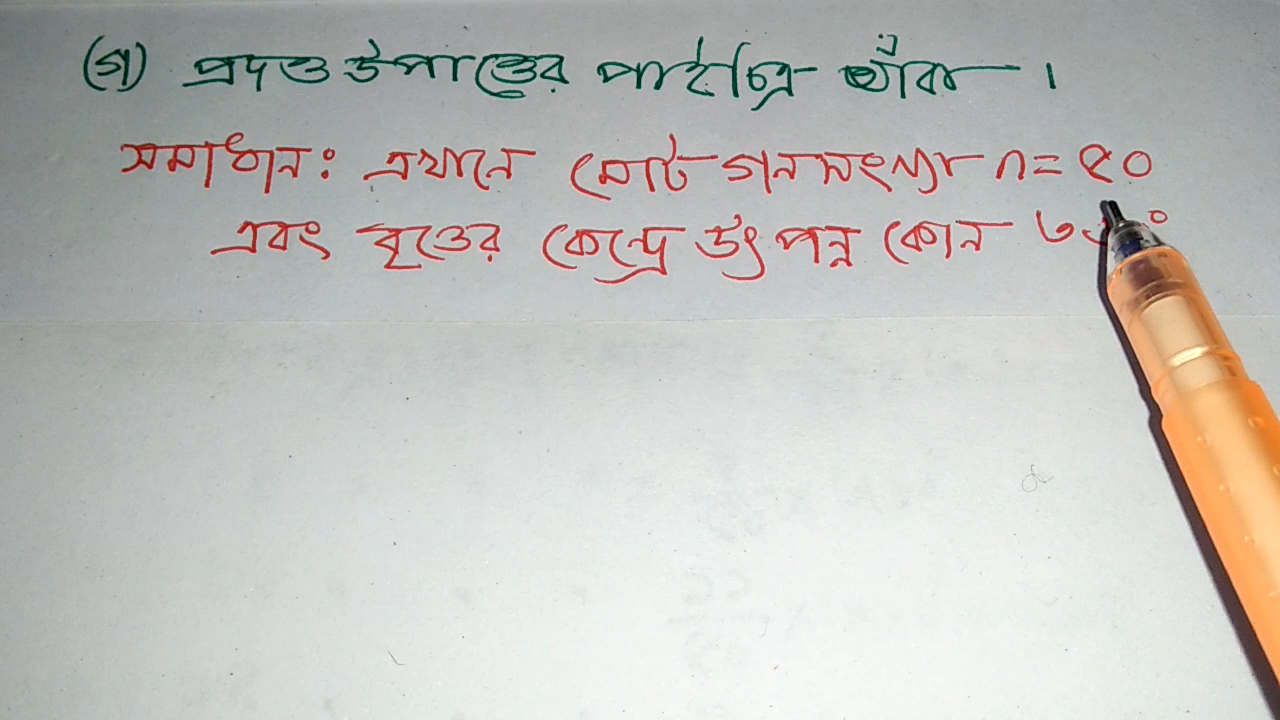 (গ) প্রদত্ত উপাত্তের পাইচিত্র আঁক ।
সমাধান: এখানে মোট গনসংখ্যা n = ৫০
এবং বৃত্তের কেন্দ্রে উৎপন্ন কোন